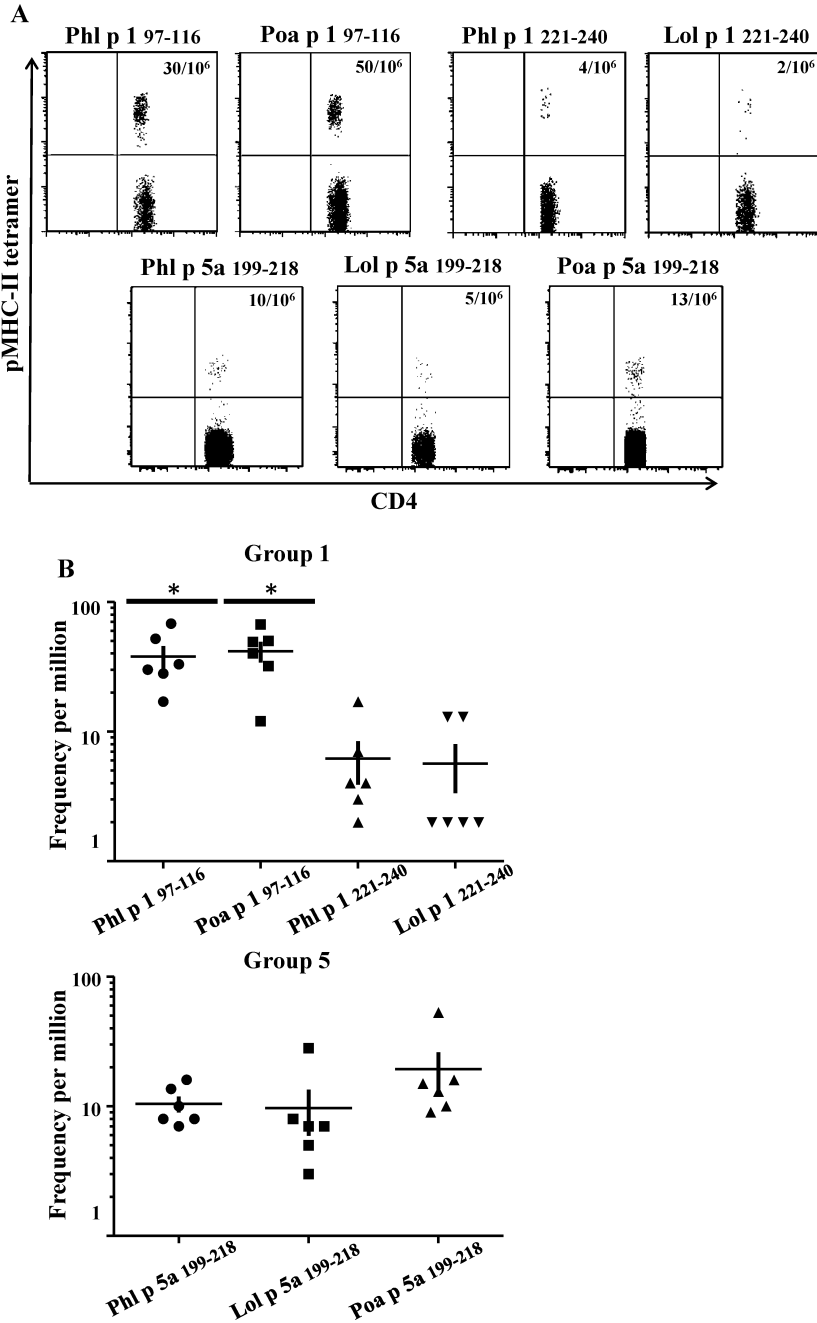 A
Phl p 1 97-116 Poa p 1 97-116 Phl p 1 221-240 Lol p 1 221-240
30/10⁶ 50/10⁶ 4/10⁶ 2/10⁶
pMHC-II tetramer
Phl p 5a 199-218 Lol p 5a 199-218 Poa p 5a 199-218
10/10⁶ 5/10⁶ 13/10⁶
CD4
B
Group 1
* *
Frequency per million
100
10
1
Phl p 1 97-116 Poa p 1 97-116 Phl p 1 221-240 Lol p 1 221-240
Group 5
Frequency per million
100
10
1
Phl p 5a 199-218 Lol p 5a 199-218 Poa p 5a 199-218